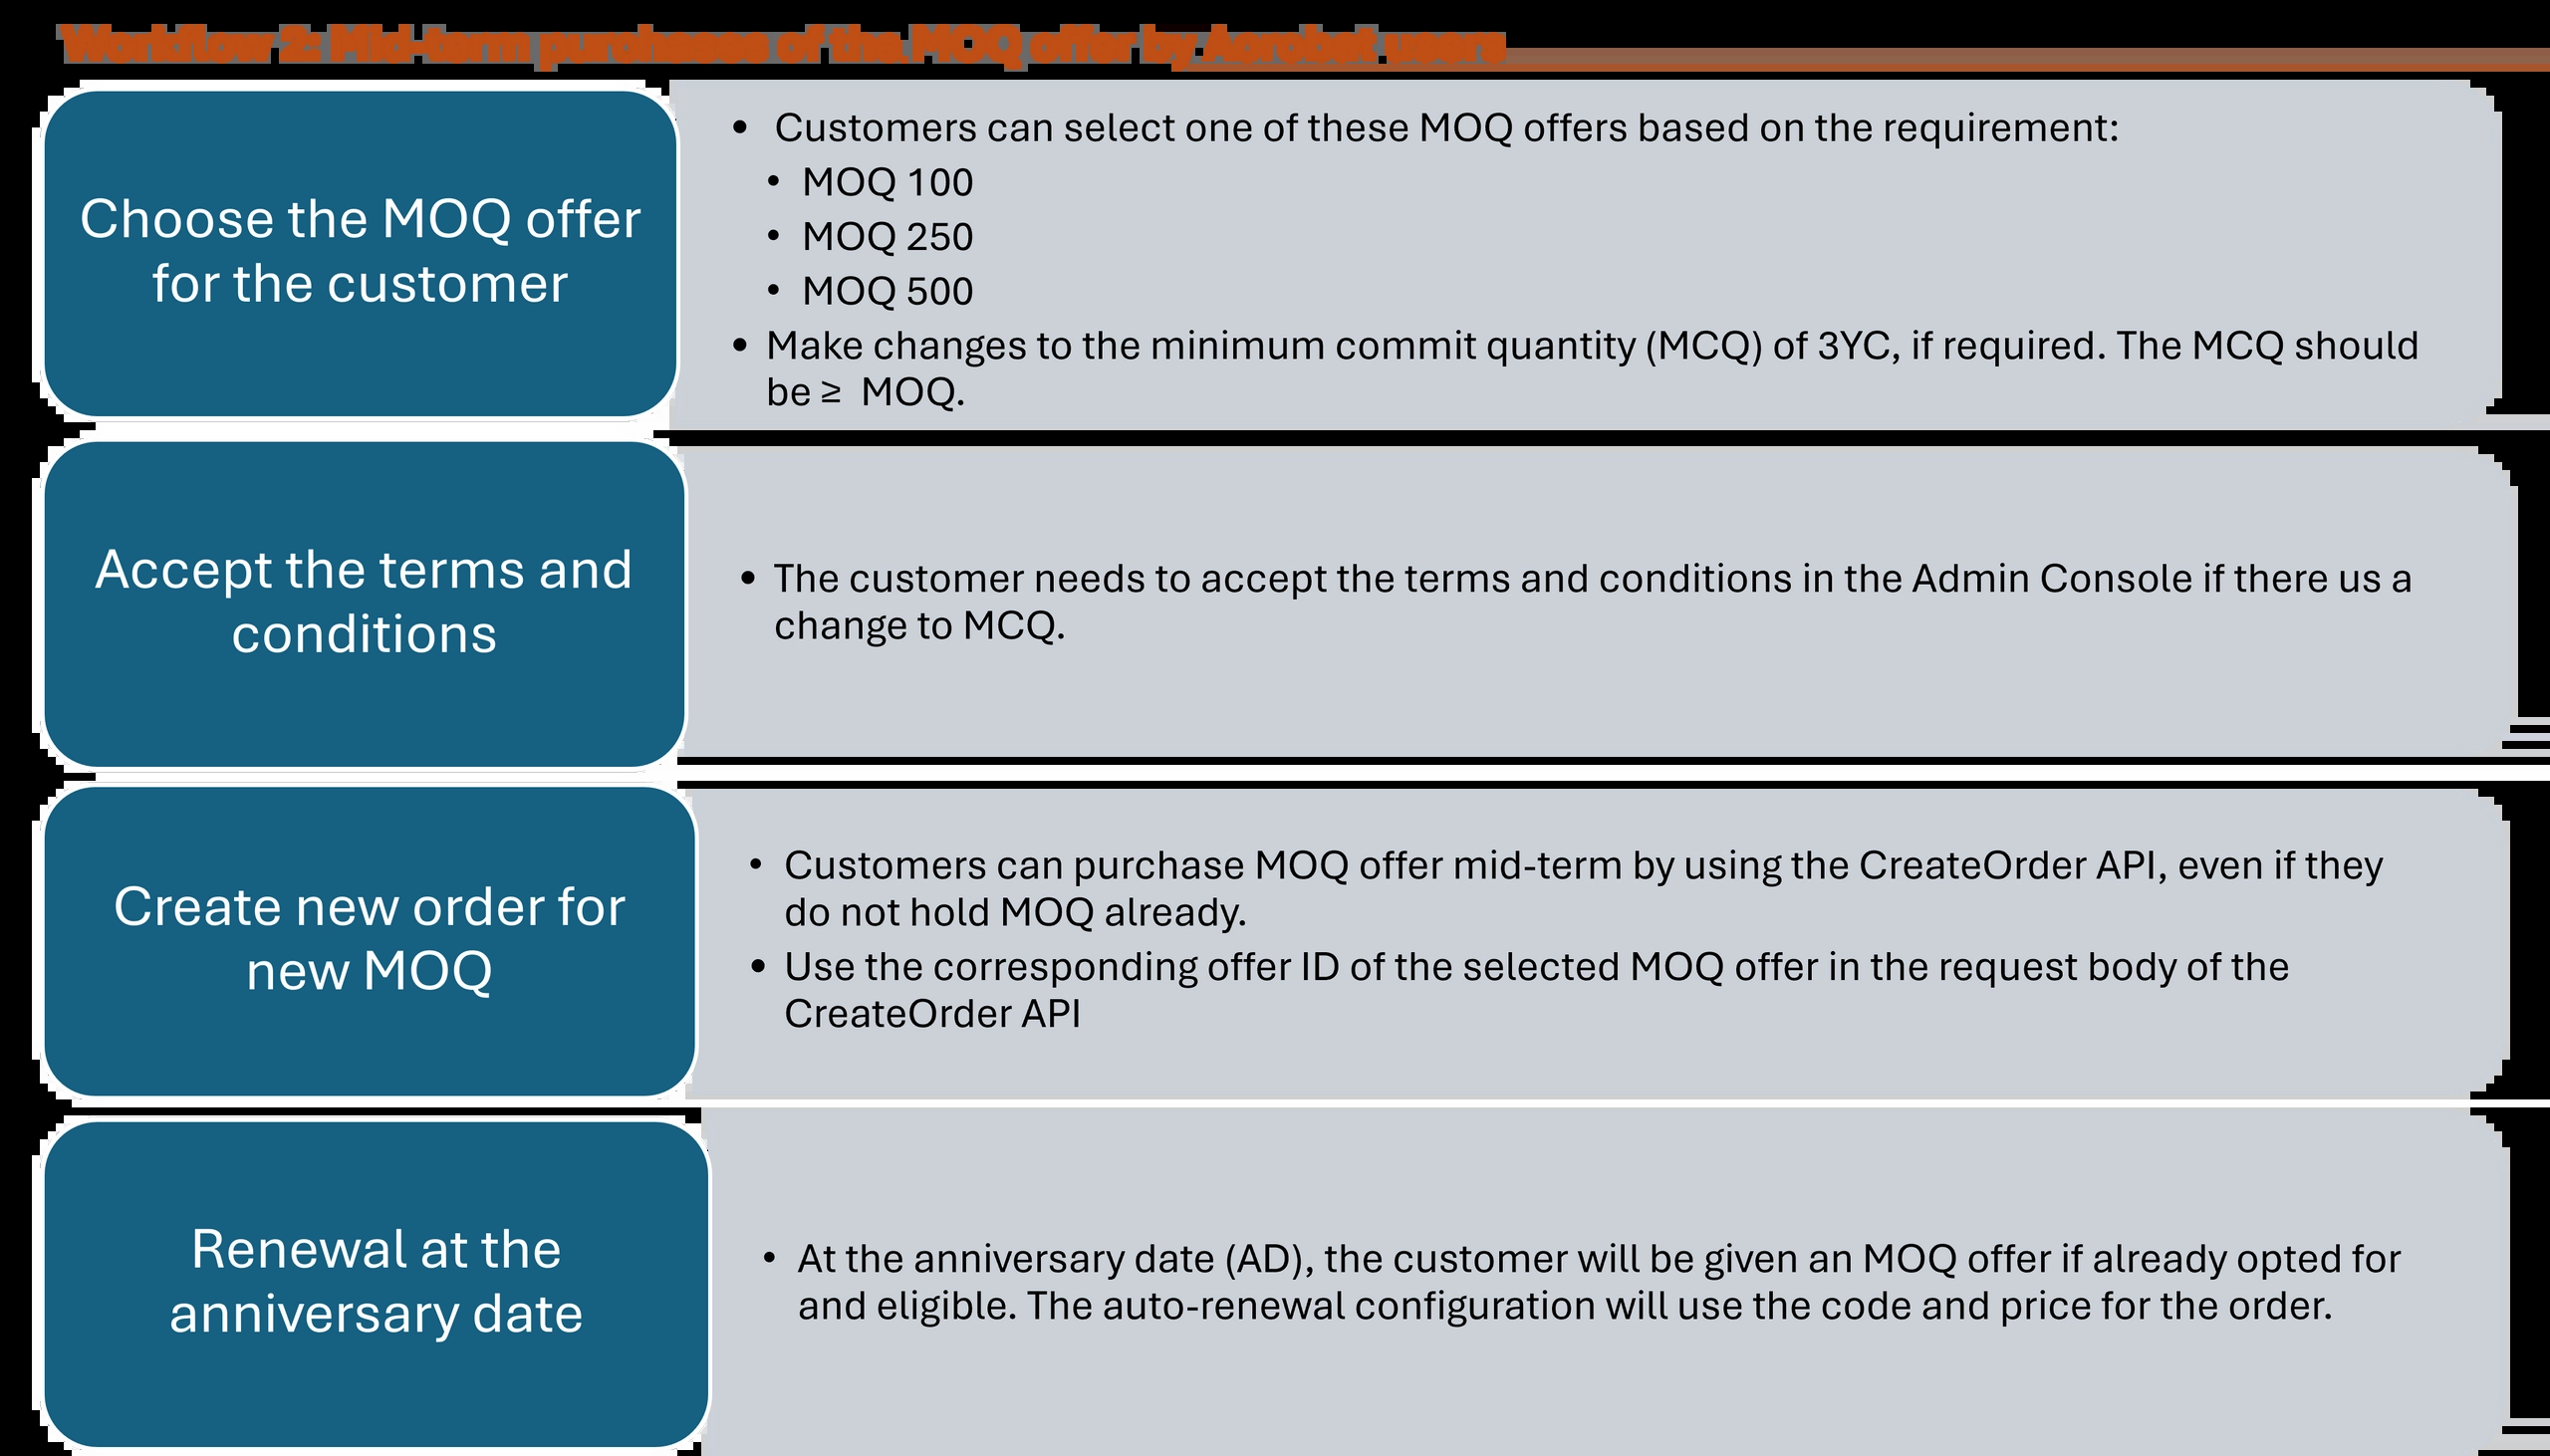 Workflow 2: Mid-term purchases of the MOQ offer by Acrobat users
Choose the MOQ offer
for the customer
• Customers can select one of these MOQ offers based on the requirement:
• MOQ 100
• MOQ 250
• MOQ 500
• Make changes to the minimum commit quantity (MCQ) of 3YC, if required. The MCQ should
be ≥ MOQ.
Accept the terms and
conditions
• The customer needs to accept the terms and conditions in the Admin Console if there us a
change to MCQ.
Create new order for
new MOQ
• Customers can purchase MOQ offer mid-term by using the CreateOrder API, even if they
do not hold MOQ already.
• Use the corresponding offer ID of the selected MOQ offer in the request body of the
CreateOrder API
Renewal at the
anniversary date
• At the anniversary date (AD), the customer will be given an MOQ offer if already opted for
and eligible. The auto-renewal configuration will use the code and price for the order.